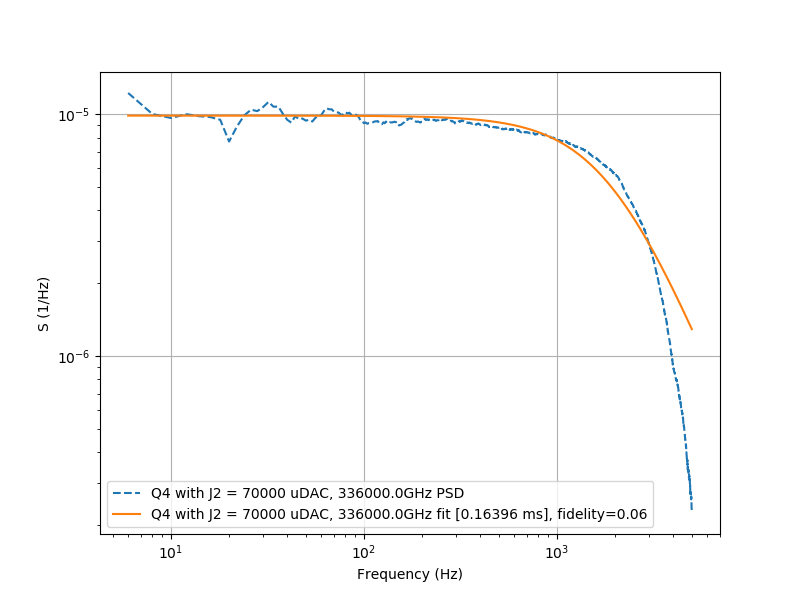 10⁻⁵
10⁻⁶
S (1/Hz)
Q4 with J2 = 70000 uDAC, 336000.0GHz PSD
Q4 with J2 = 70000 uDAC, 336000.0GHz fit [0.16396 ms], fidelity=0.06
10¹ 10² 10³
Frequency (Hz)